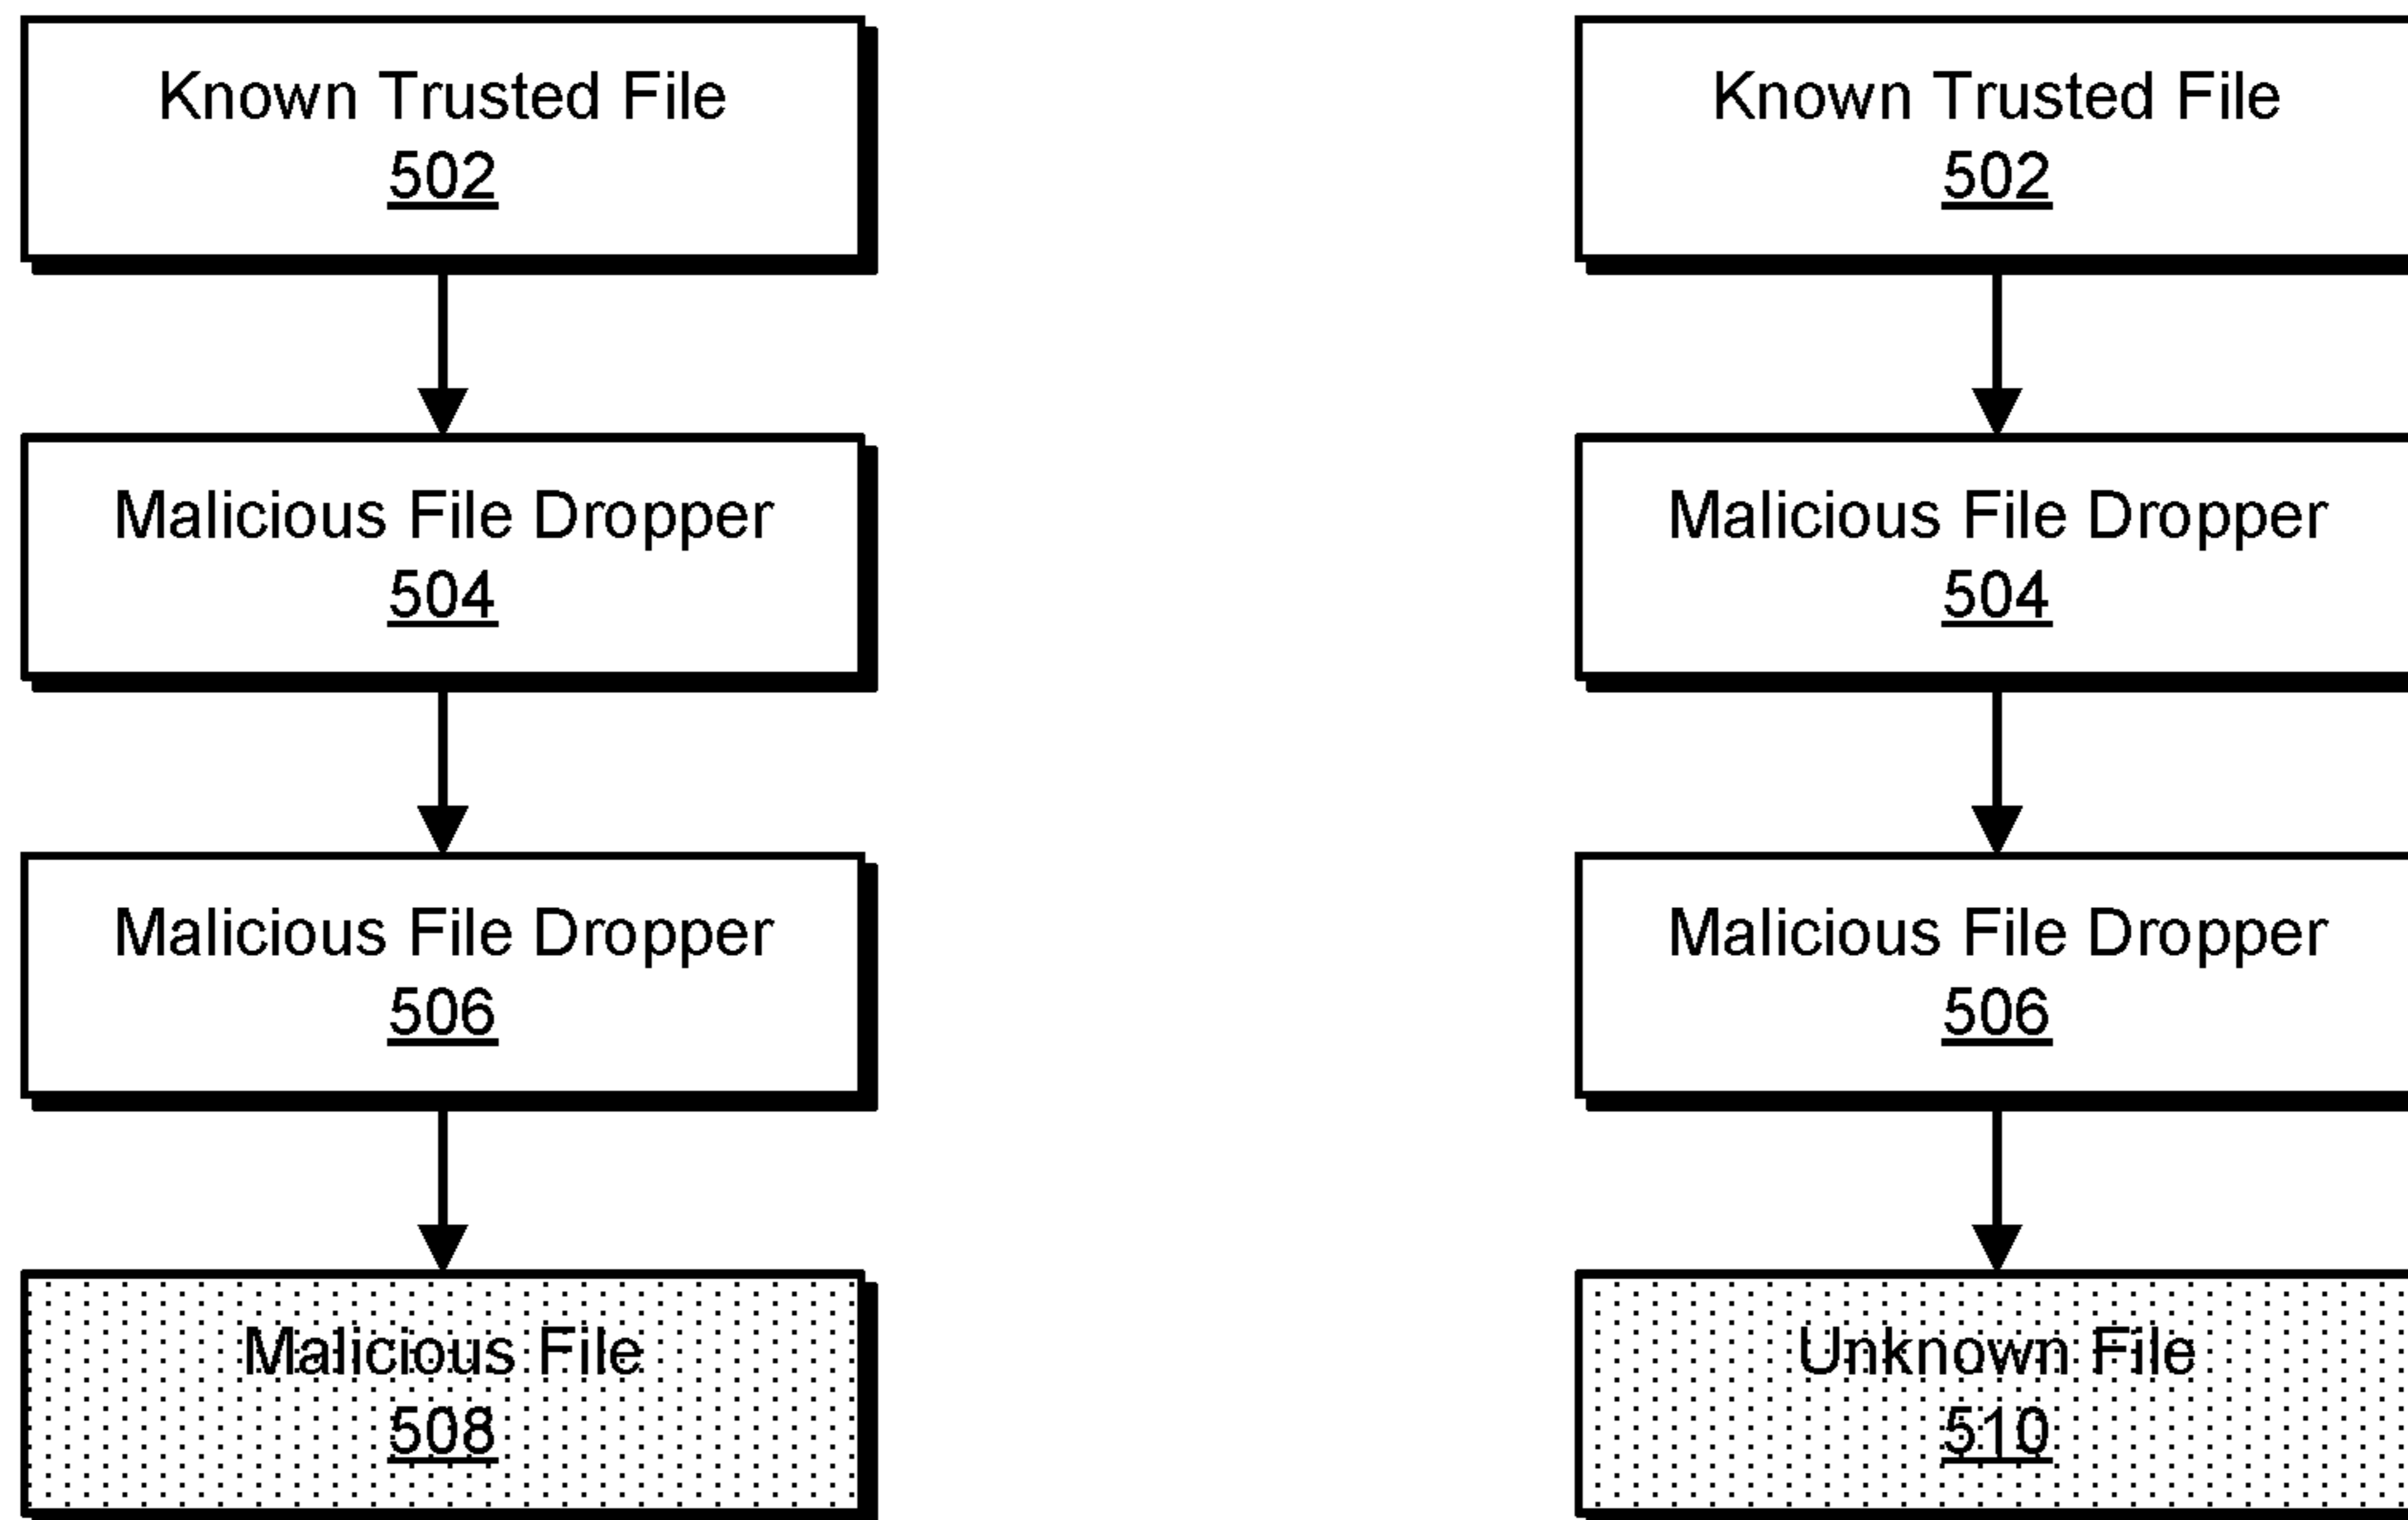 Known Trusted File
502
Malicious File Dropper
504
Malicious File Dropper
506
Malicious File
508
Known Trusted File
502
Malicious File Dropper
504
Malicious File Dropper
506
Unknown File
510